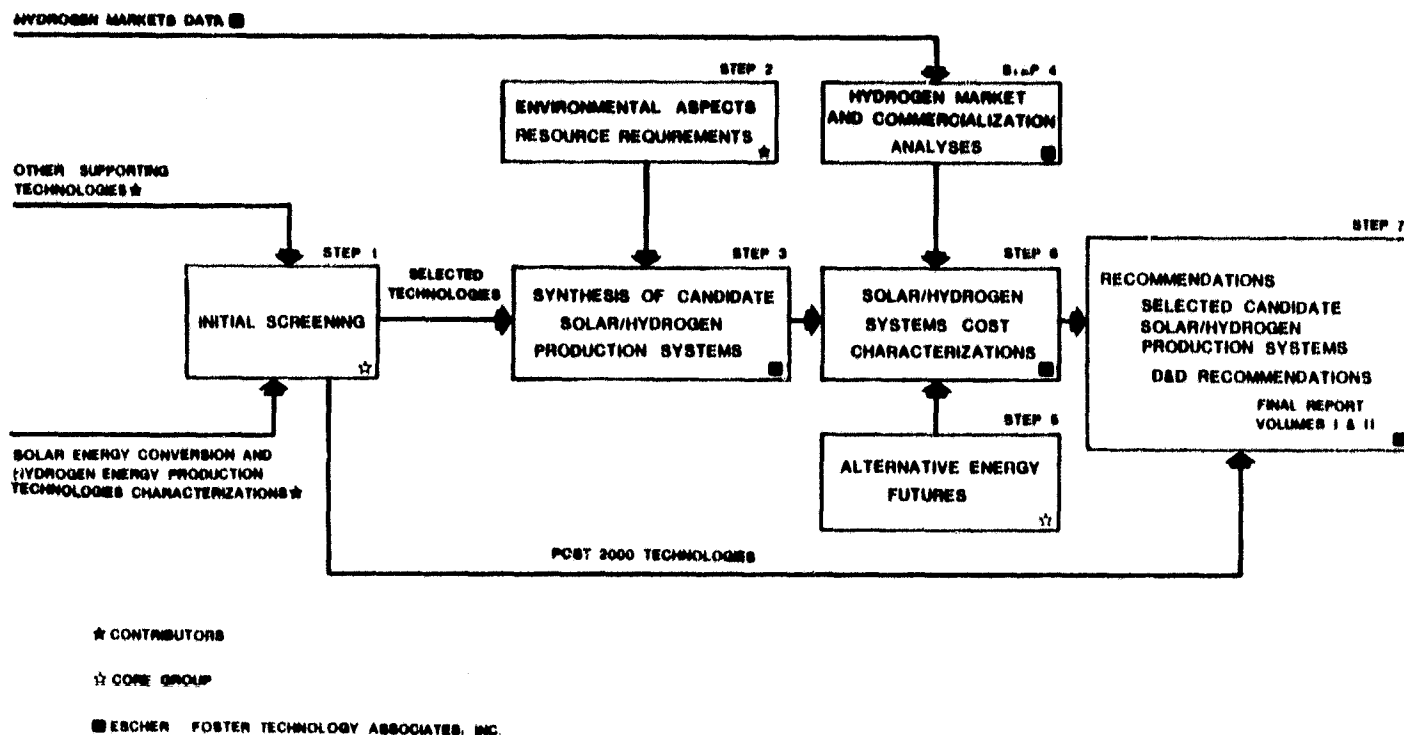 HYDROGEN MARKETS DATA ■
STEP 2
STEP 4
ENVIRONMENTAL ASPECTS
RESOURCE REQUIREMENTS ★
HYDROGEN MARKET
AND COMMERCIALIZATION
ANALYSES
■
OTHER SUPPORTING
TECHNOLOGIES ★
STEP 1
SELECTED
TECHNOLOGIES
STEP 3
STEP 6
STEP 7
INITIAL SCREENING
☆
SYNTHESIS OF CANDIDATE
SOLAR/HYDROGEN
PRODUCTION SYSTEMS
■
SOLAR/HYDROGEN
SYSTEMS COST
CHARACTERIZATIONS
■
RECOMMENDATIONS
SELECTED CANDIDATE
SOLAR/HYDROGEN
PRODUCTION SYSTEMS
D&D RECOMMENDATIONS
FINAL REPORT
VOLUMES I & II
■
SOLAR ENERGY CONVERSION AND
HYDROGEN ENERGY PRODUCTION
TECHNOLOGIES CHARACTERIZATIONS ★
STEP 5
ALTERNATIVE ENERGY
FUTURES
☆
POST 2000 TECHNOLOGIES
★ CONTRIBUTORS
☆ CORE GROUP
■ ESCHER FOSTER TECHNOLOGY ASSOCIATES, INC.